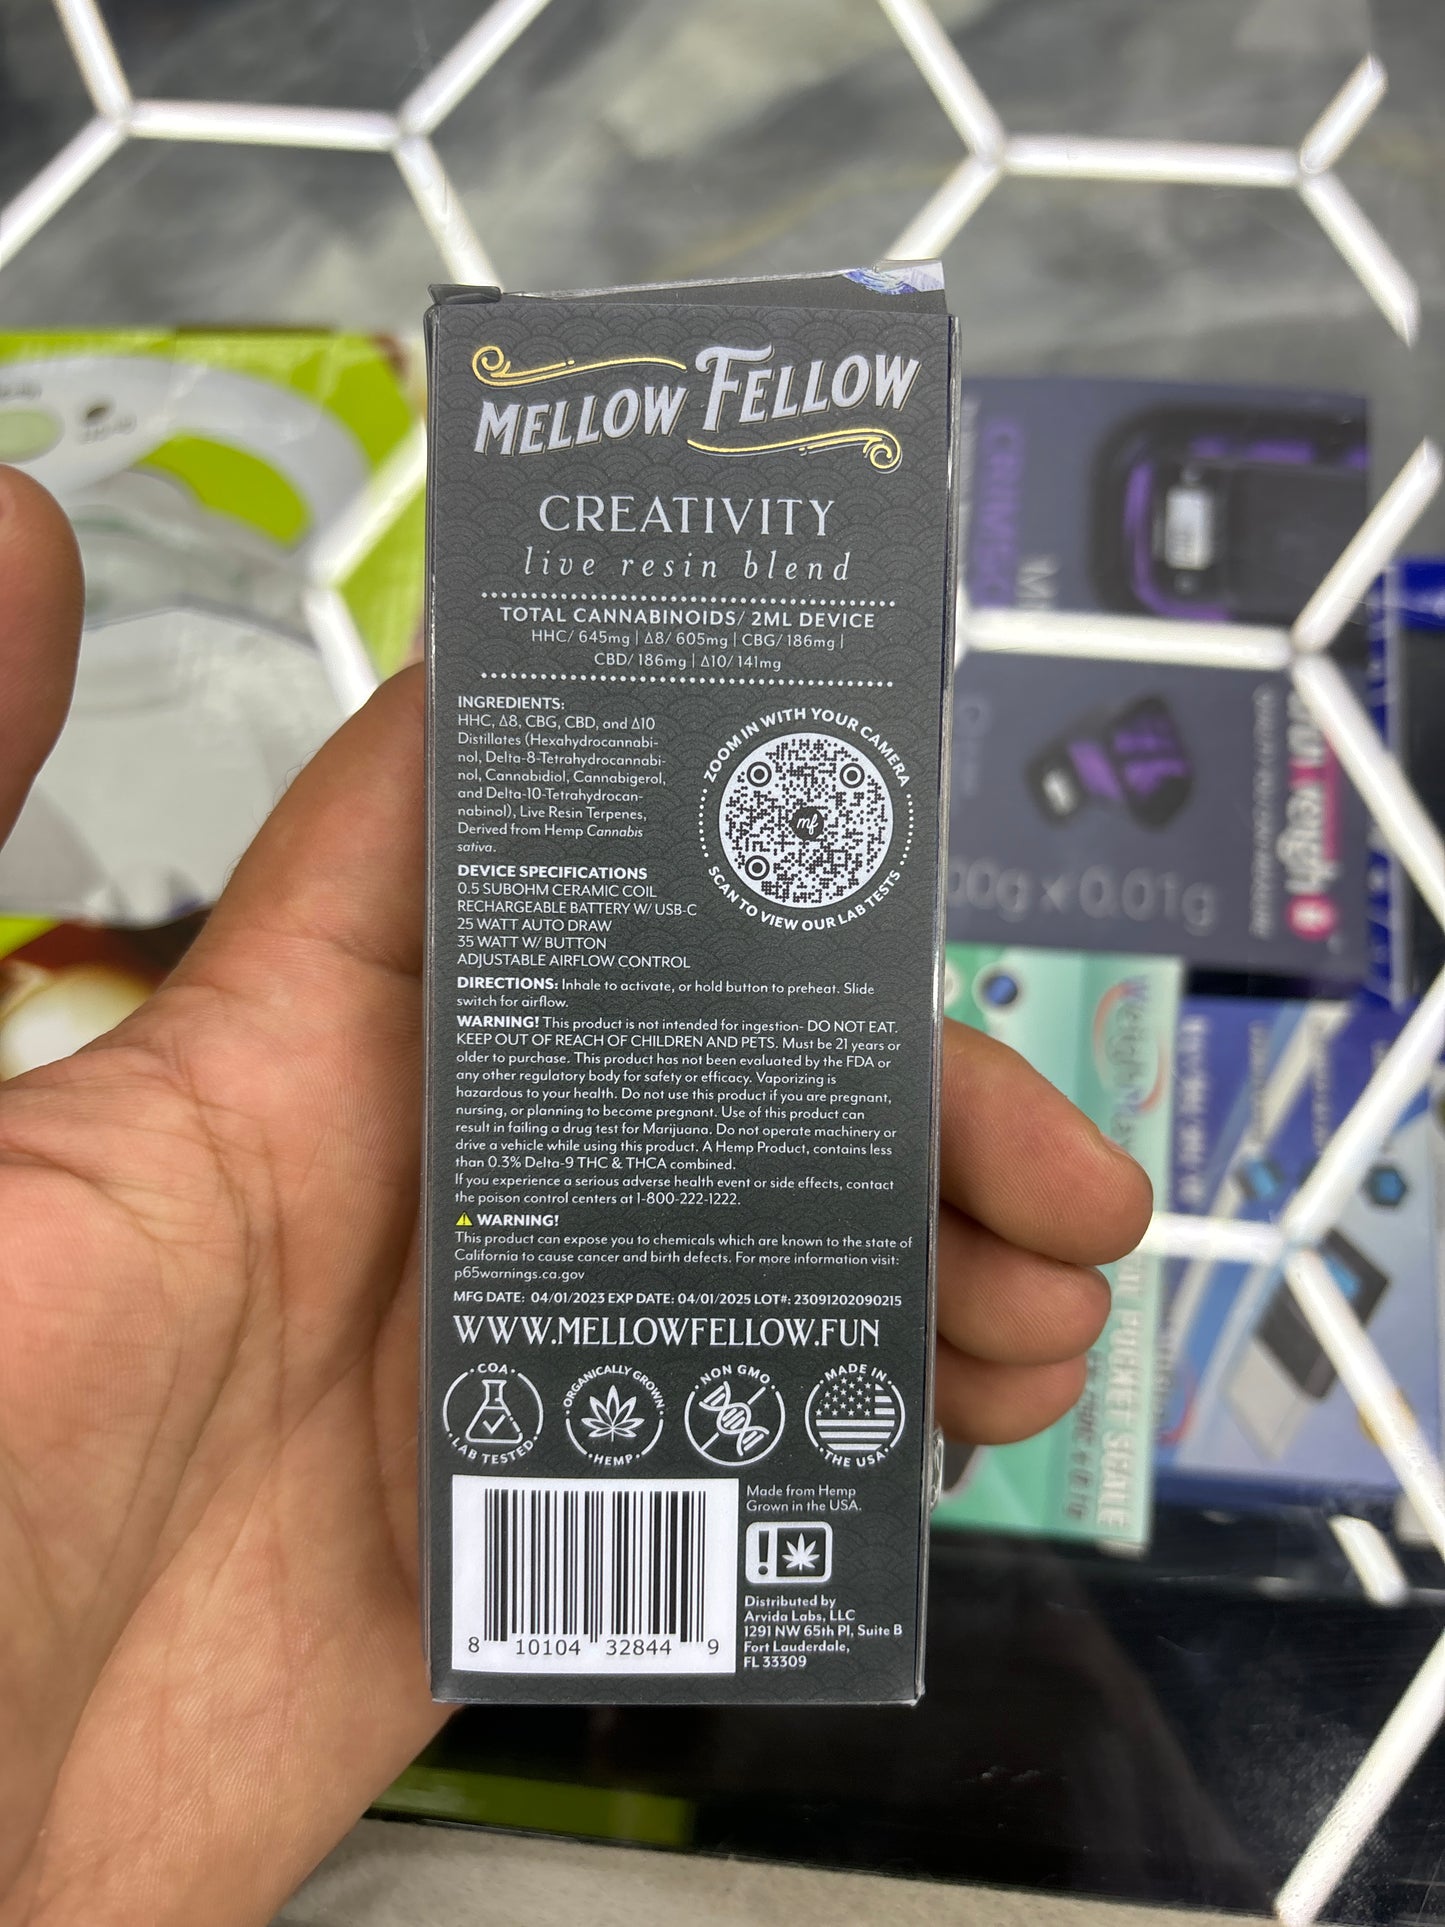 MELLOW FELLOW
CREATIVITY
live resin blend
TOTAL CANNABINOIDS/ 2ML DEVICE
HHC/ 645mg | Δ8/ 605mg | CBG/ 186mg |
CBD/ 186mg | Δ10/ 141mg
INGREDIENTS:
HHC, Δ8, CBG, CBD, and Δ10
Distillates (Hexahydrocannabi-
nol, Delta-8-Tetrahydrocannabi-
nol, Cannabidiol, Cannabigerol,
and Delta-10-Tetrahydrocan-
nabinol), Live Resin Terpenes,
Derived from Hemp Cannabis
sativa.
ZOOM IN WITH YOUR CAMERA
mf
SCAN TO VIEW OUR LAB TESTS
DEVICE SPECIFICATIONS
0.5 SUBOHM CERAMIC COIL
RECHARGEABLE BATTERY W/ USB-C
25 WATT AUTO DRAW
35 WATT W/ BUTTON
ADJUSTABLE AIRFLOW CONTROL
DIRECTIONS: Inhale to activate, or hold button to preheat. Slide
switch for airflow.
WARNING! This product is not intended for ingestion- DO NOT EAT.
KEEP OUT OF REACH OF CHILDREN AND PETS. Must be 21 years or
older to purchase. This product has not been evaluated by the FDA or
any other regulatory body for safety or efficacy. Vaporizing is
hazardous to your health. Do not use this product if you are pregnant,
nursing, or planning to become pregnant. Use of this product can
result in failing a drug test for Marijuana. Do not operate machinery or
drive a vehicle while using this product. A Hemp Product, contains less
than 0.3% Delta-9 THC & THCA combined.
If you experience a serious adverse health event or side effects, contact
the poison control centers at 1-800-222-1222.
WARNING!
This product can expose you to chemicals which are known to the state of
California to cause cancer and birth defects. For more information visit:
p65warnings.ca.gov
MFG DATE: 04/01/2023 EXP DATE: 04/01/2025 LOT#: 23091202090215
WWW.MELLOWFELLOW.FUN
COA
LAB TESTED
ORGANICALLY GROWN
HEMP
NON GMO
MADE IN
THE USA
8 10104 32844 9
Made from Hemp
Grown in the USA.
!
Distributed by
Arvida Labs, LLC
1291 NW 65th Pl, Suite B
Fort Lauderdale,
FL 33309
00g x 0.01g
POCKET SCALE